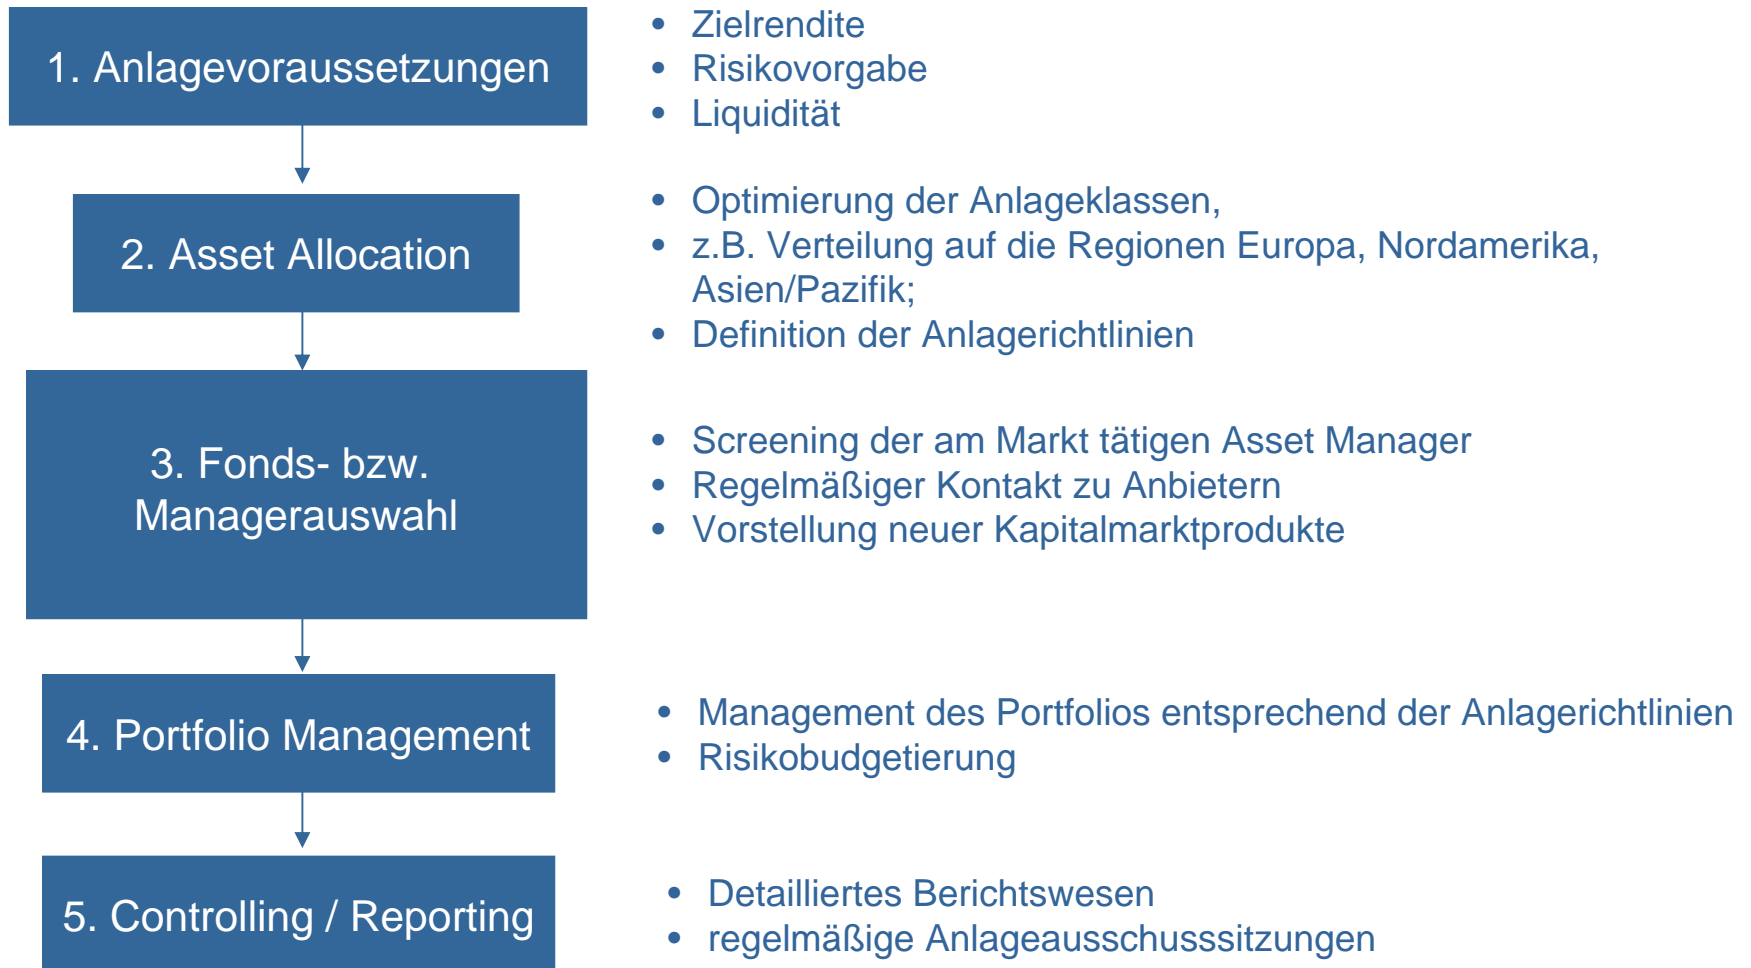 1. Anlagevoraussetzungen
• Zielrendite
• Risikovorgabe
• Liquidität
2. Asset Allocation
• Optimierung der Anlageklassen,
• z.B. Verteilung auf die Regionen Europa, Nordamerika,
Asien/Pazifik;
• Definition der Anlagerichtlinien
3. Fonds- bzw.
Managerauswahl
• Screening der am Markt tätigen Asset Manager
• Regelmäßiger Kontakt zu Anbietern
• Vorstellung neuer Kapitalmarktprodukte
4. Portfolio Management
• Management des Portfolios entsprechend der Anlagerichtlinien
• Risikobudgetierung
5. Controlling / Reporting
• Detailliertes Berichtswesen
• regelmäßige Anlageausschusssitzungen